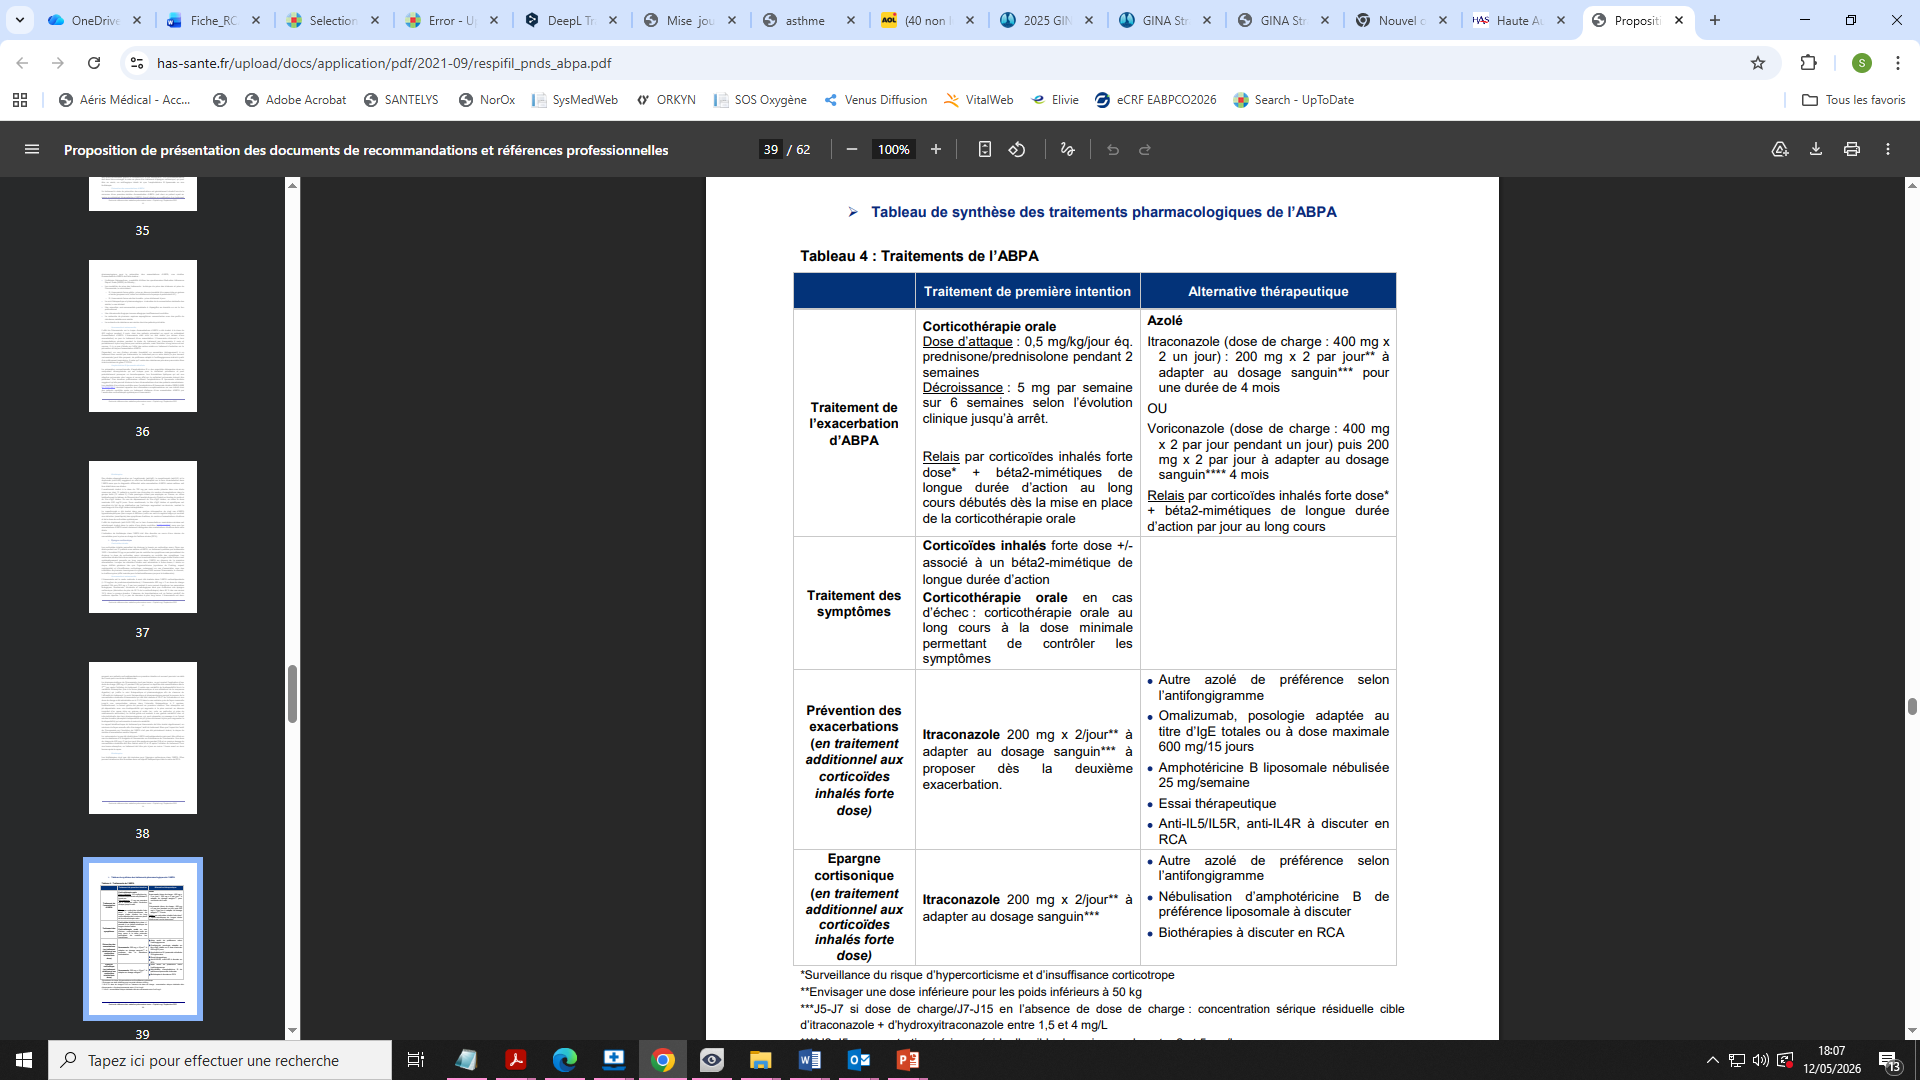 OneDrive
Fiche_RC
Selection
Error - U
DeepL Tr
Mise jou
asthme
AOL
(40 non l
2025 GIN
GINA Str
GINA Str
Nouvel o
HAS
Haute Au
Proposit
has-sante.fr/upload/docs/application/pdf/2021-09/respifil_pnds_abpa.pdf
S
Aéris Médical - Acc...
Adobe Acrobat
SANTELYS
NorOx
SysMedWeb
ORKYN
SOS Oxygène
Venus Diffusion
VitalWeb
Elivie
eCRF EABPCO2026
Search - UpToDate
Tous les favoris
Proposition de présentation des documents de recommandations et références professionnelles
39 / 62
100%
35
36
37
38
39
Tableau de synthèse des traitements pharmacologiques de l'ABPA
Tableau 4 : Traitements de l'ABPA
Traitement de première intention
Alternative thérapeutique
Traitement de
l'exacerbation
d'ABPA
Corticothérapie orale
Dose d'attaque : 0,5 mg/kg/jour éq.
prednisone/prednisolone pendant 2
semaines
Décroissance : 5 mg par semaine
sur 6 semaines selon l'évolution
clinique jusqu'à arrêt.
Relais par corticoïdes inhalés forte
dose* + béta2-mimétiques de
longue durée d'action au long
cours débutés dès la mise en place
de la corticothérapie orale
Azolé
Itraconazole (dose de charge : 400 mg x
2 un jour) : 200 mg x 2 par jour** à
adapter au dosage sanguin*** pour
une durée de 4 mois
OU
Voriconazole (dose de charge : 400 mg
x 2 par jour pendant un jour) puis 200
mg x 2 par jour à adapter au dosage
sanguin**** 4 mois
Relais par corticoïdes inhalés forte dose*
+ béta2-mimétiques de longue durée
d'action par jour au long cours
Traitement des
symptômes
Corticoïdes inhalés forte dose +/-
associé à un béta2-mimétique de
longue durée d'action
Corticothérapie orale en cas
d'échec : corticothérapie orale au
long cours à la dose minimale
permettant de contrôler les
symptômes
Prévention des
exacerbations
(en traitement
additionnel aux
corticoïdes
inhalés forte
dose)
Itraconazole 200 mg x 2/jour** à
adapter au dosage sanguin*** à
proposer dès la deuxième
exacerbation.
• Autre azolé de préférence selon
l'antifongigramme
• Omalizumab, posologie adaptée au
titre d'IgE totales ou à dose maximale
600 mg/15 jours
• Amphotéricine B liposomale nébulisée
25 mg/semaine
• Essai thérapeutique
• Anti-IL5/IL5R, anti-IL4R à discuter en
RCA
Epargne
cortisonique
(en traitement
additionnel aux
corticoïdes
inhalés forte
dose)
Itraconazole 200 mg x 2/jour** à
adapter au dosage sanguin***
• Autre azolé de préférence selon
l'antifongigramme
• Nébulisation d'amphotéricine B de
préférence liposomale à discuter
• Biothérapies à discuter en RCA
*Surveillance du risque d'hypercorticisme et d'insuffisance corticotrope
**Envisager une dose inférieure pour les poids inférieurs à 50 kg
***J5-J7 si dose de charge/J7-J15 en l'absence de dose de charge : concentration sérique résiduelle cible
d'itraconazole + d'hydroxyitraconazole entre 1,5 et 4 mg/L
Tapez ici pour effectuer une recherche
18:07
12/05/2026
13